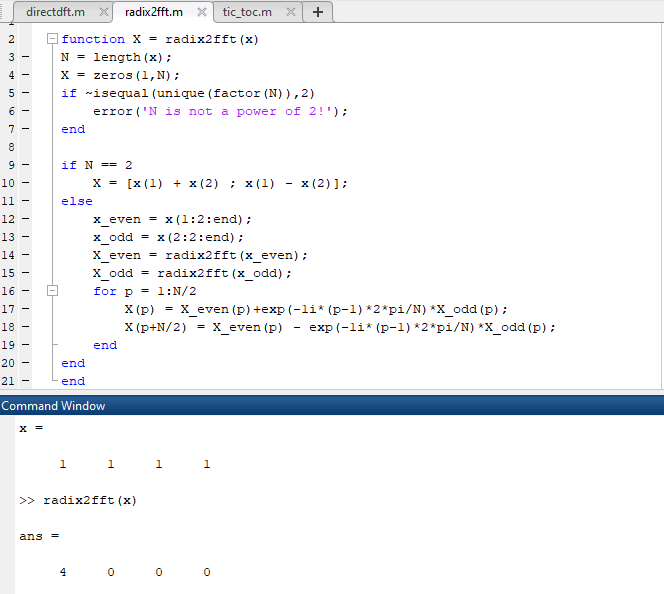 directdft.m radix2fft.m tic_toc.m
1
2 function X = radix2fft(x)
3 N = length(x);
4 X = zeros(1,N);
5 if ~isequal(unique(factor(N)),2)
6 error('N is not a power of 2!');
7 end
8
9 if N == 2
10 X = [x(1) + x(2) ; x(1) - x(2)];
11 else
12 x_even = x(1:2:end);
13 x_odd = x(2:2:end);
14 X_even = radix2fft(x_even);
15 X_odd = radix2fft(x_odd);
16 for p = 1:N/2
17 X(p) = X_even(p)+exp(-1i*(p-1)*2*pi/N)*X_odd(p);
18 X(p+N/2) = X_even(p) - exp(-1i*(p-1)*2*pi/N)*X_odd(p);
19 end
20 end
21 end
Command Window
x =
1 1 1 1
>> radix2fft(x)
ans =
4 0 0 0